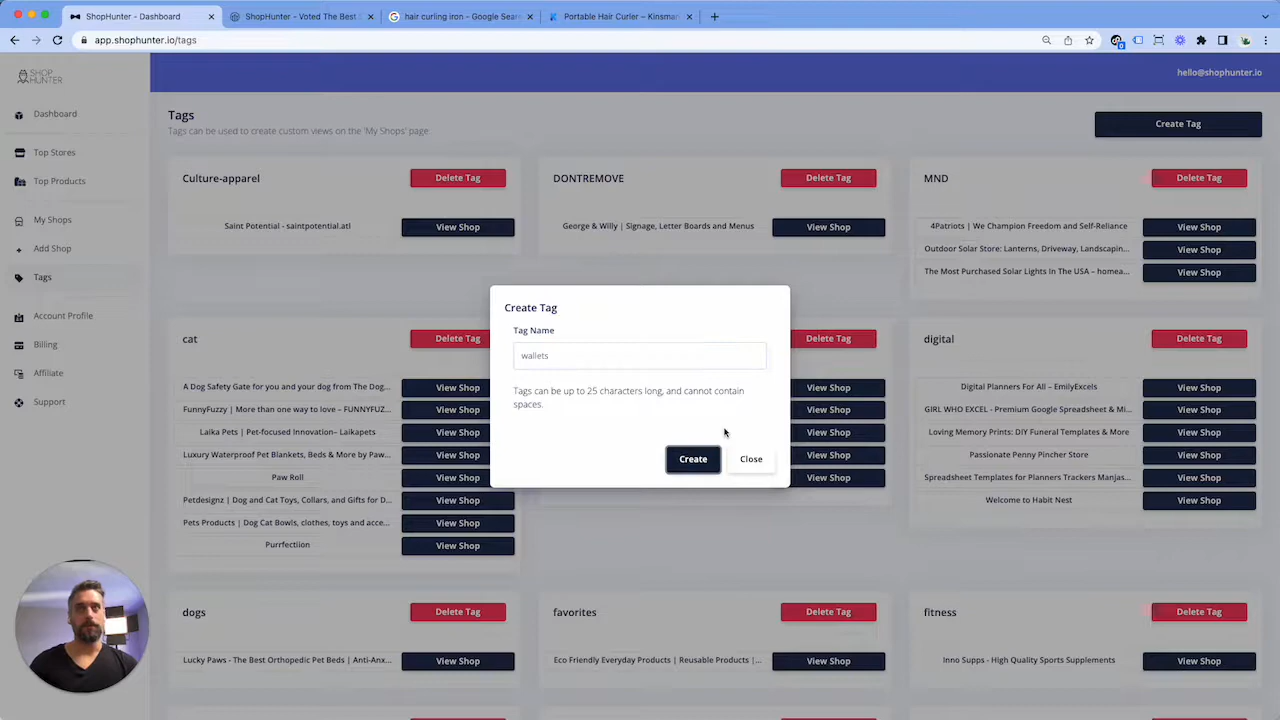 ShopHunter - Dashboard
ShopHunter - Voted The Best
hair curling iron - Google Sear
Portable Hair Curler – Kinsman
app.shophunter.io/tags
SHOP HUNTER
hello@shophunter.io
Dashboard
Top Stores
Top Products
My Shops
Add Shop
Tags
Account Profile
Billing
Affiliate
Support
Tags
Tags can be used to create custom views on the 'My Shops' page.
Create Tag
Culture-apparel
Delete Tag
Saint Potential - saintpotential.atl
View Shop
DONTREMOVE
Delete Tag
George & Willy | Signage, Letter Boards and Menus
View Shop
MND
Delete Tag
4Patriots | We Champion Freedom and Self-Reliance
View Shop
Outdoor Solar Store: Lanterns, Driveway, Landscapin...
View Shop
The Most Purchased Solar Lights In The USA – homea...
View Shop
Create Tag
Tag Name
wallets
Tags can be up to 25 characters long, and cannot contain
spaces.
Create
Close
cat
Delete Tag
A Dog Safety Gate for you and your dog from The Dog...
View Shop
FunnyFuzzy | More than one way to love – FUNNYFUZ...
View Shop
Laika Pets | Pet-focused Innovation– Laikapets
View Shop
Luxury Waterproof Pet Blankets, Beds & More by Paw...
View Shop
Paw Roll
View Shop
Petdesignz | Dog and Cat Toys, Collars, and Gifts for D...
View Shop
Pets Products | Dog Cat Bowls, clothes, toys and acce...
View Shop
Purrfectiion
View Shop
Delete Tag
View Shop
View Shop
View Shop
View Shop
View Shop
digital
Delete Tag
Digital Planners For All – EmilyExcels
View Shop
GIRL WHO EXCEL - Premium Google Spreadsheet & Mi...
View Shop
Loving Memory Prints: DIY Funeral Templates & More
View Shop
Passionate Penny Pincher Store
View Shop
Spreadsheet Templates for Planners Trackers Manjas...
View Shop
Welcome to Habit Nest
View Shop
dogs
Delete Tag
Lucky Paws - The Best Orthopedic Pet Beds | Anti-Anx...
View Shop
favorites
Delete Tag
Eco Friendly Everyday Products | Reusable Products |...
View Shop
fitness
Delete Tag
Inno Supps - High Quality Sports Supplements
View Shop